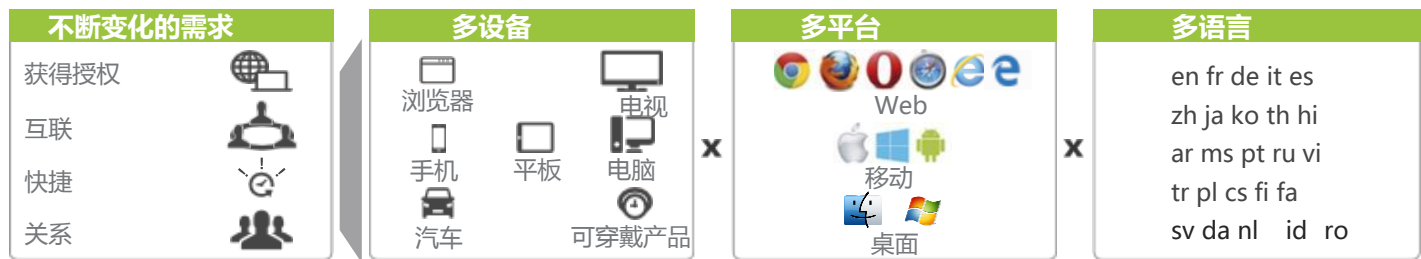 不断变化的需求
获得授权
互联
快捷
关系
多设备
浏览器
电视
手机
平板
电脑
汽车
可穿戴产品
x
多平台
Web
移动
桌面
x
多语言
en fr de it es
zh ja ko th hi
ar ms pt ru vi
tr pl cs fi fa
sv da nl id ro